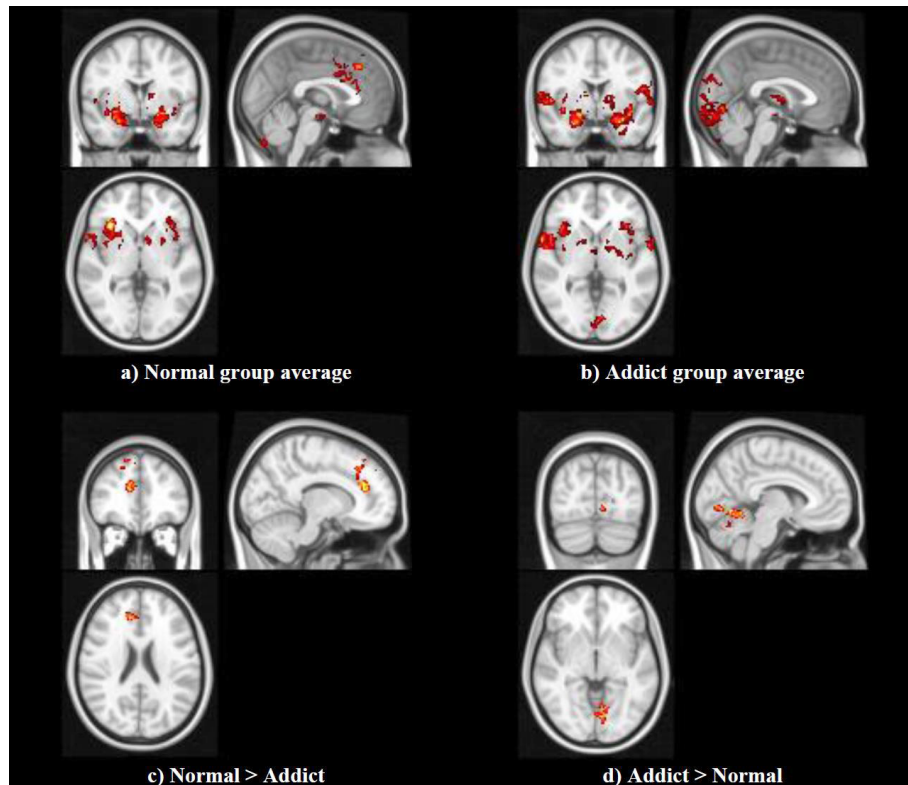 a) Normal group average
b) Addict group average
c) Normal > Addict
d) Addict > Normal